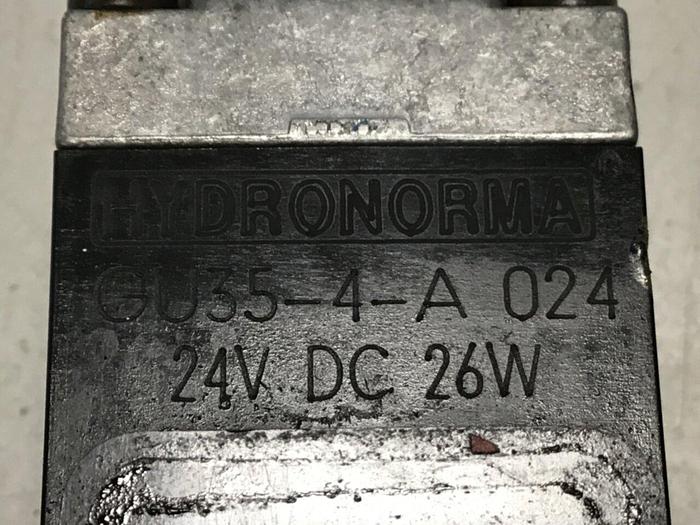 HYDRONORMA
GU35-4-A 024
24V DC 26W